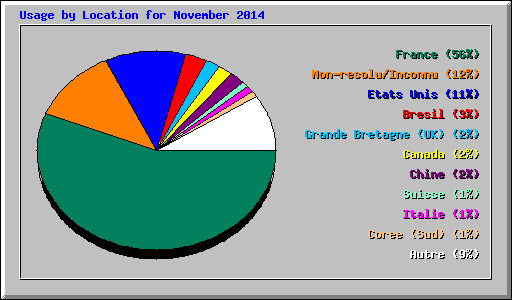 Usage by Location for November 2014
France (56%)
Non-resolu/Inconnu (12%)
Etats Unis (11%)
Bresil (3%)
Grande Bretagne (UK) (2%)
Canada (2%)
Chine (2%)
Suisse (1%)
Italie (1%)
Coree (Sud) (1%)
Autre (9%)